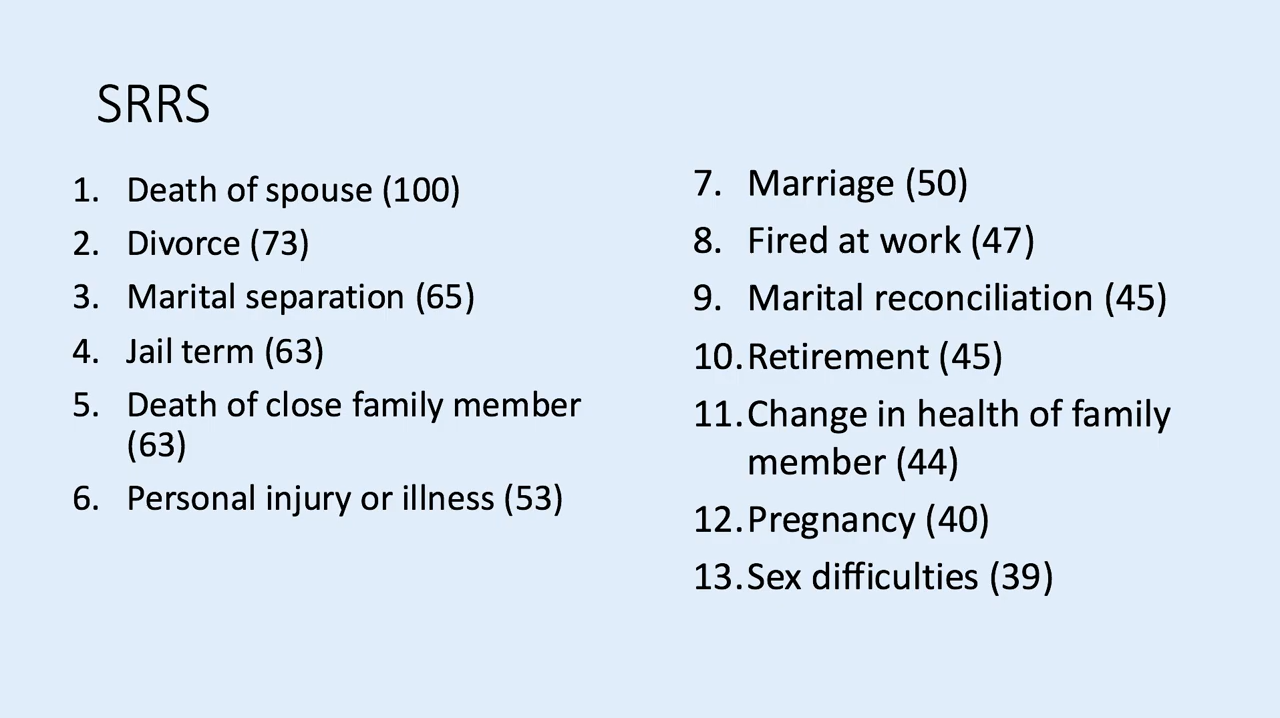 SRRS
1. Death of spouse (100)
2. Divorce (73)
3. Marital separation (65)
4. Jail term (63)
5. Death of close family member
(63)
6. Personal injury or illness (53)
7. Marriage (50)
8. Fired at work (47)
9. Marital reconciliation (45)
10. Retirement (45)
11. Change in health of family
member (44)
12. Pregnancy (40)
13. Sex difficulties (39)